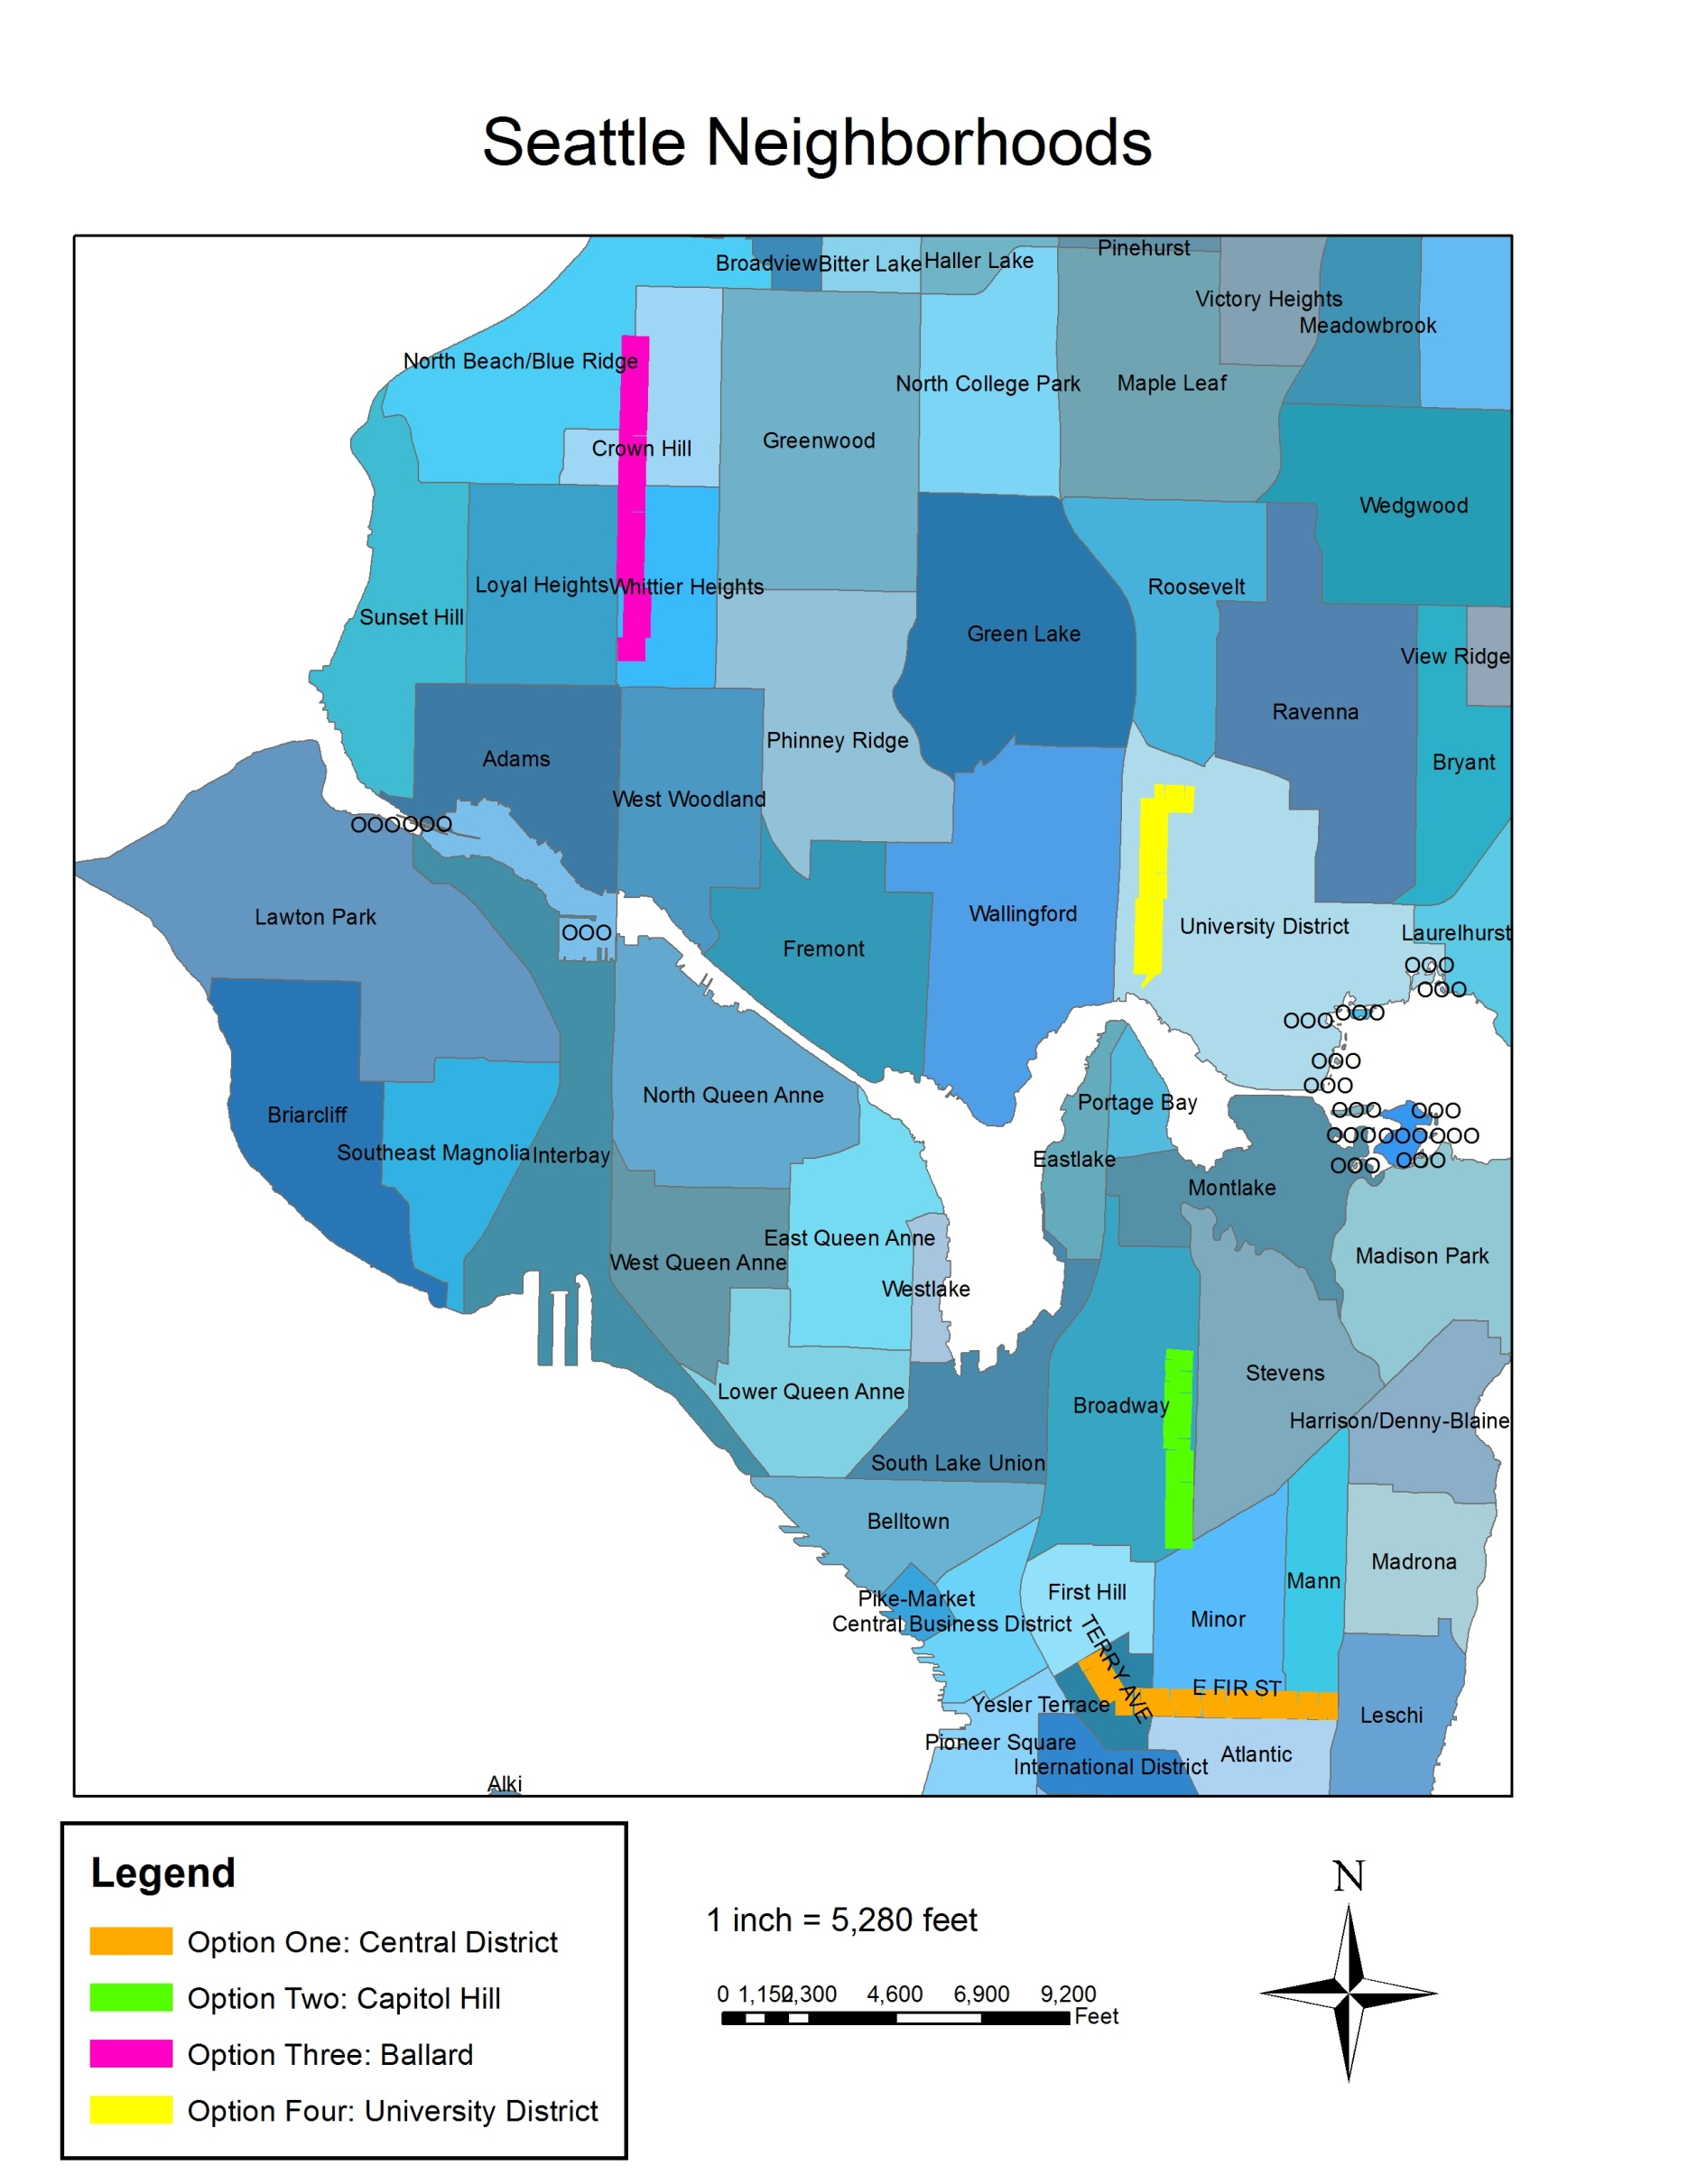 Seattle Neighborhoods
Pinehurst
Broadview
Bitter Lake
Haller Lake
Victory Heights
Meadowbrook
North Beach/Blue Ridge
North College Park
Maple Leaf
Greenwood
Crown Hill
Wedgwood
Loyal Heights
Whittier Heights
Roosevelt
Sunset Hill
Green Lake
View Ridge
Ravenna
Phinney Ridge
Adams
Bryant
West Woodland
OOOOOO
Lawton Park
Wallingford
University District
OOO
Laurelhurst
Fremont
OOO
OOO
OOO
OOO
OOO
OOO
North Queen Anne
Portage Bay
OOO
OOO
Briarcliff
OOOOOOOOO
Southeast Magnolia
Interbay
Eastlake
OOO
OOO
Montlake
East Queen Anne
Madison Park
West Queen Anne
Westlake
Stevens
Lower Queen Anne
Broadway
Harrison/Denny-Blaine
South Lake Union
Belltown
Madrona
Mann
First Hill
Pike-Market
Minor
Central Business District
TERRY AVE
E FIR ST
Yesler Terrace
Leschi
Pioneer Square
Atlantic
International District
Alki
Legend
Option One: Central District
Option Two: Capitol Hill
Option Three: Ballard
Option Four: University District
1 inch = 5,280 feet
0 1,150 2,300 4,600 6,900 9,200
Feet
N